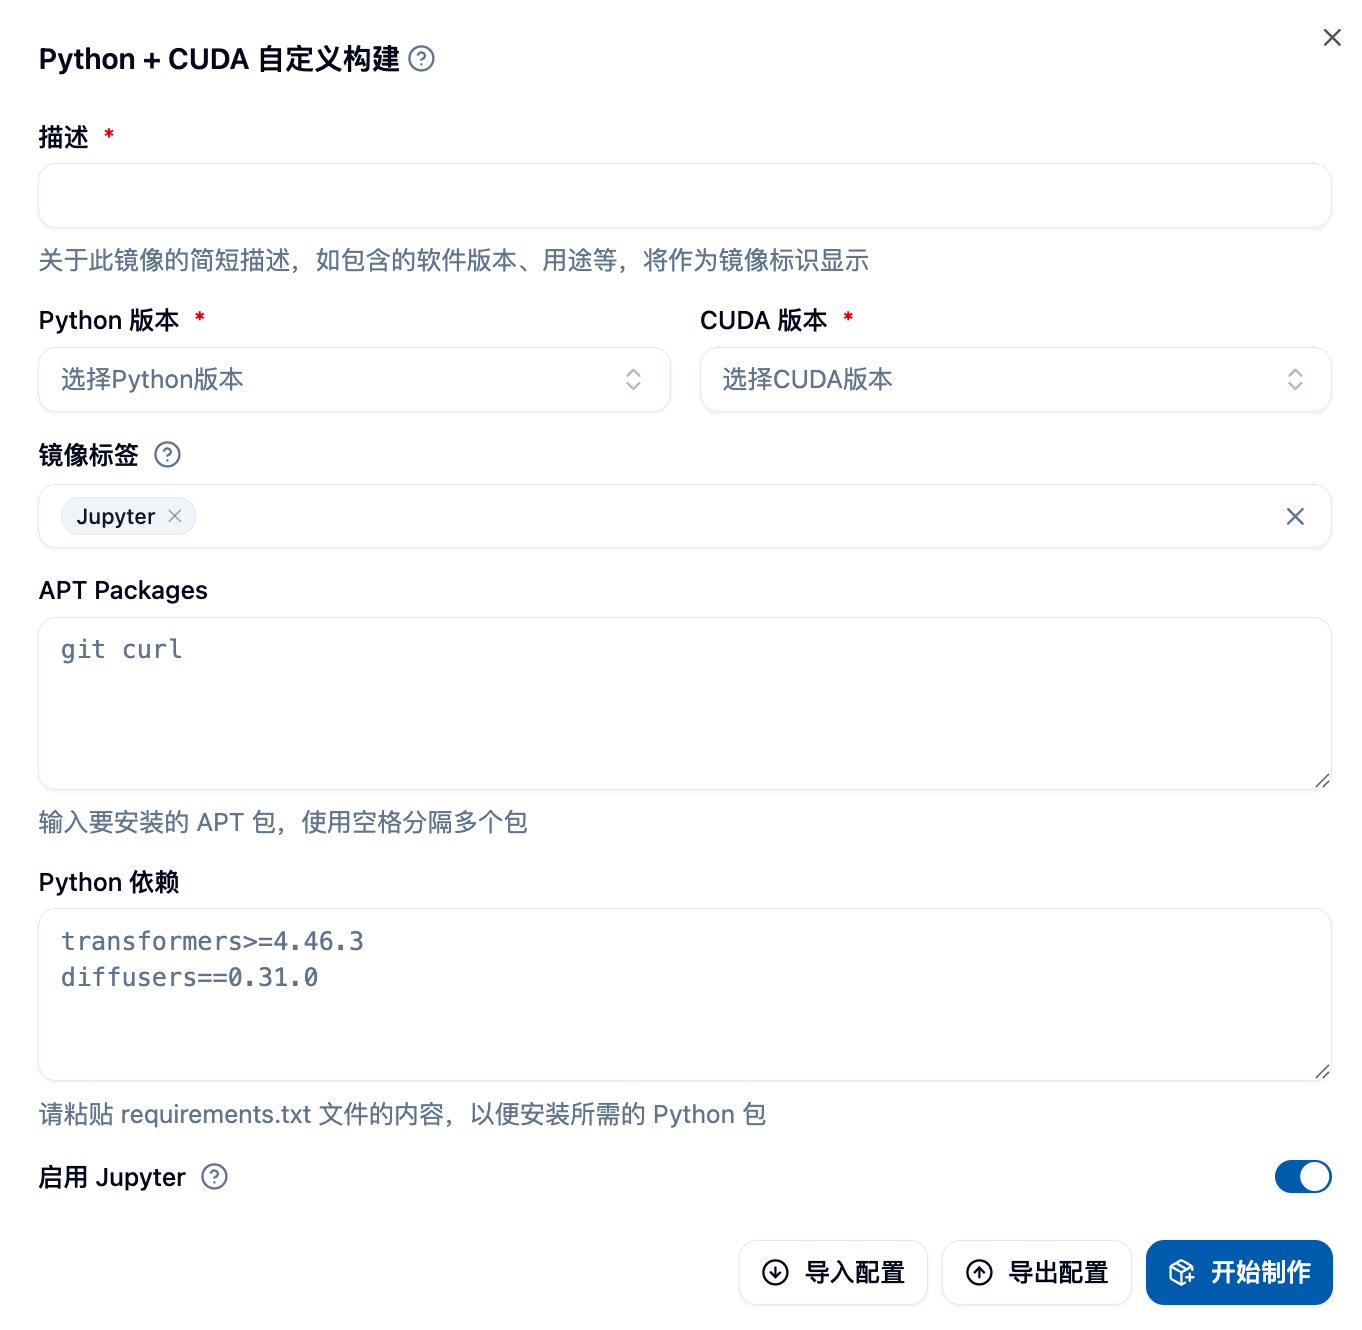 Python + CUDA 自定义构建
描述 *
关于此镜像的简短描述，如包含的软件版本、用途等，将作为镜像标识显示
Python 版本 *
CUDA 版本 *
选择Python版本
选择CUDA版本
镜像标签
Jupyter
APT Packages
git curl
输入要安装的 APT 包，使用空格分隔多个包
Python 依赖
transformers>=4.46.3
diffusers==0.31.0
请粘贴 requirements.txt 文件的内容，以便安装所需的 Python 包
启用 Jupyter
导入配置
导出配置
开始制作